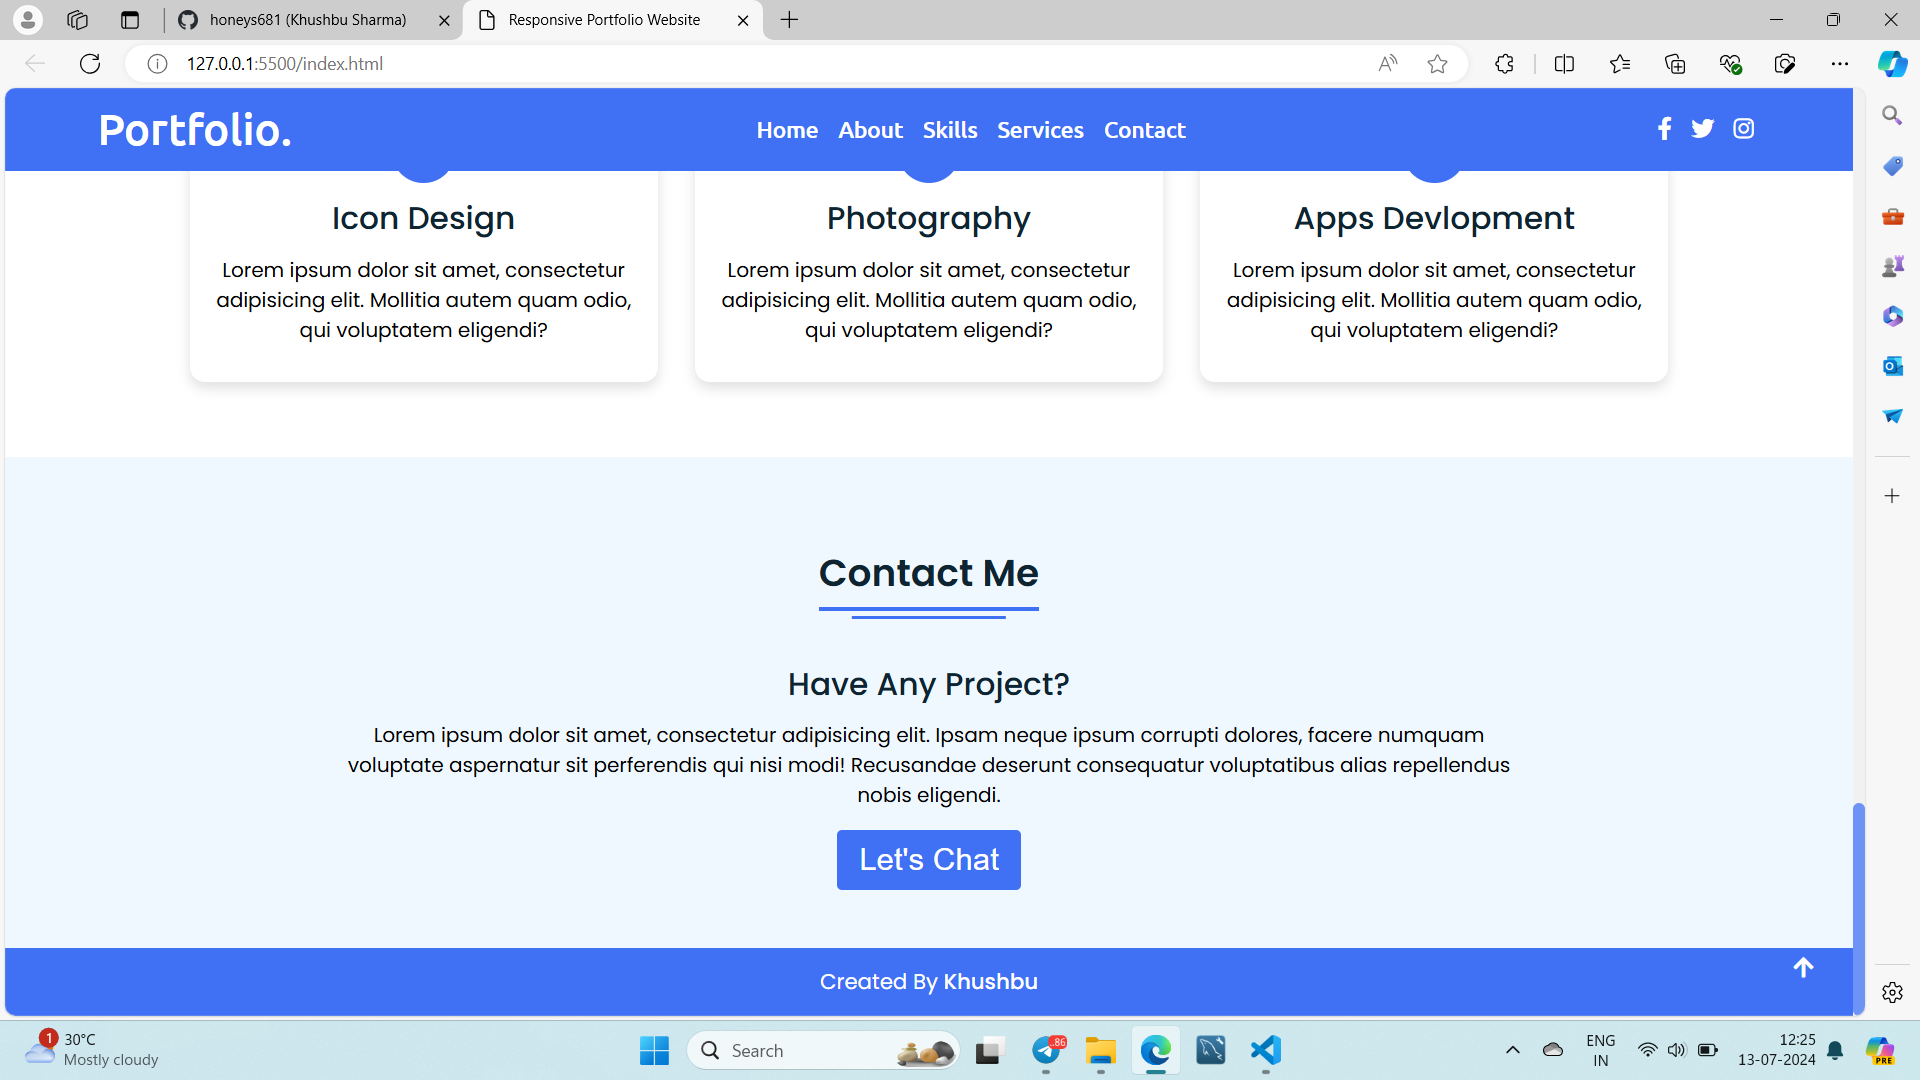 honeys681 (Khushbu Sharma)
Responsive Portfolio Website
127.0.0.1:5500/index.html
Portfolio.
Home About Skills Services Contact
Icon Design
Lorem ipsum dolor sit amet, consectetur
adipisicing elit. Mollitia autem quam odio,
qui voluptatem eligendi?
Photography
Lorem ipsum dolor sit amet, consectetur
adipisicing elit. Mollitia autem quam odio,
qui voluptatem eligendi?
Apps Devlopment
Lorem ipsum dolor sit amet, consectetur
adipisicing elit. Mollitia autem quam odio,
qui voluptatem eligendi?
Contact Me
Have Any Project?
Lorem ipsum dolor sit amet, consectetur adipisicing elit. Ipsam neque ipsum corrupti dolores, facere numquam
voluptate aspernatur sit perferendis qui nisi modi! Recusandae deserunt consequatur voluptatibus alias repellendus
nobis eligendi.
Let's Chat
Created By Khushbu
1
30°C
Mostly cloudy
Search
..86
ENG
IN
12:25
13-07-2024
PRE